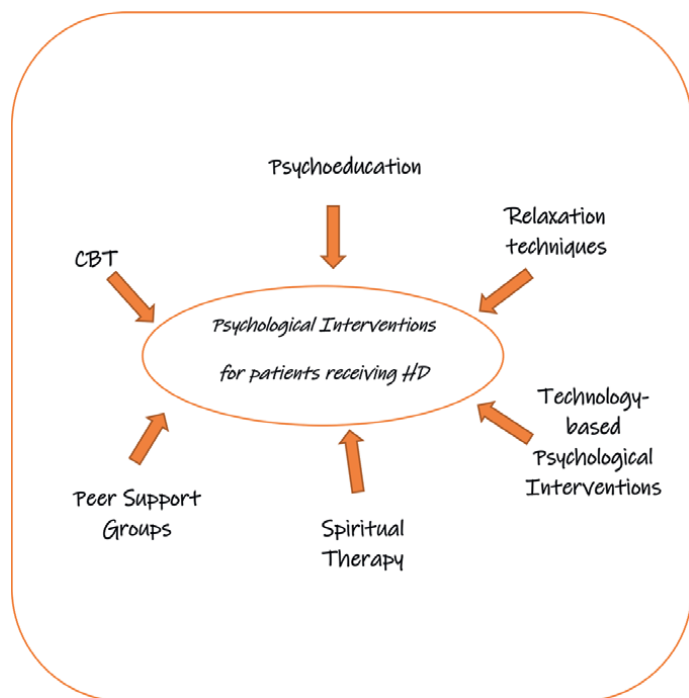 Psychoeducation
Relaxation
techniques
CBT
Psychological Interventions
for patients receiving HD
Technology-
based
Psychological
Interventions
Peer Support
Groups
Spiritual
Therapy